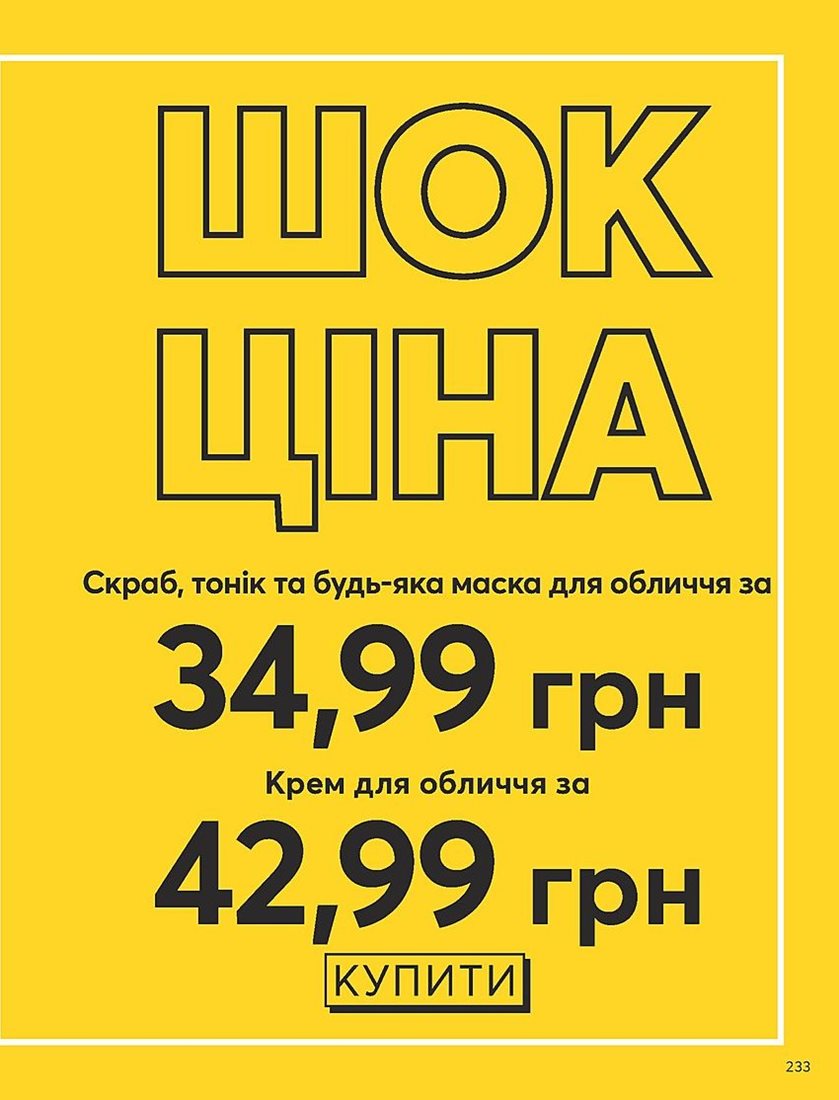 ШОК
ЦІНА
Скраб, тонік та будь-яка маска для обличчя за
34,99 грн
Крем для обличчя за
42,99 грн
КУПИТИ
233